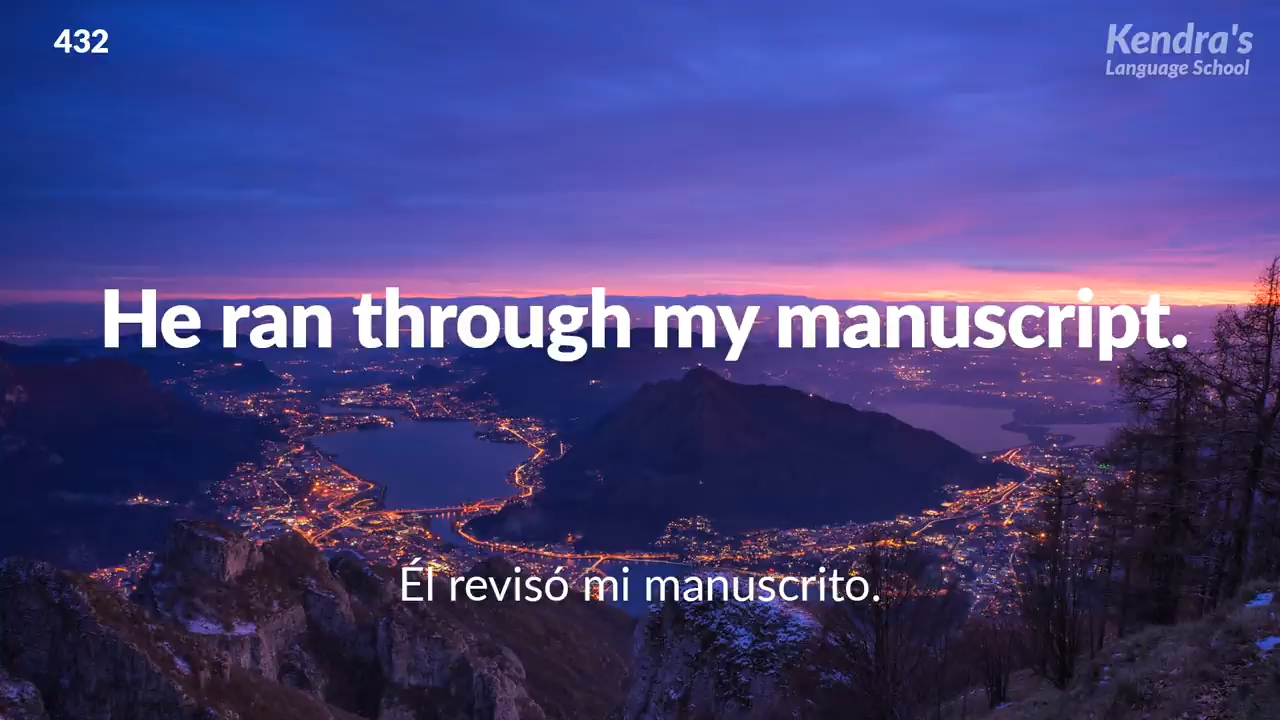 432
Kendra's
Language School
He ran through my manuscript.
Él revisó mi manuscrito.